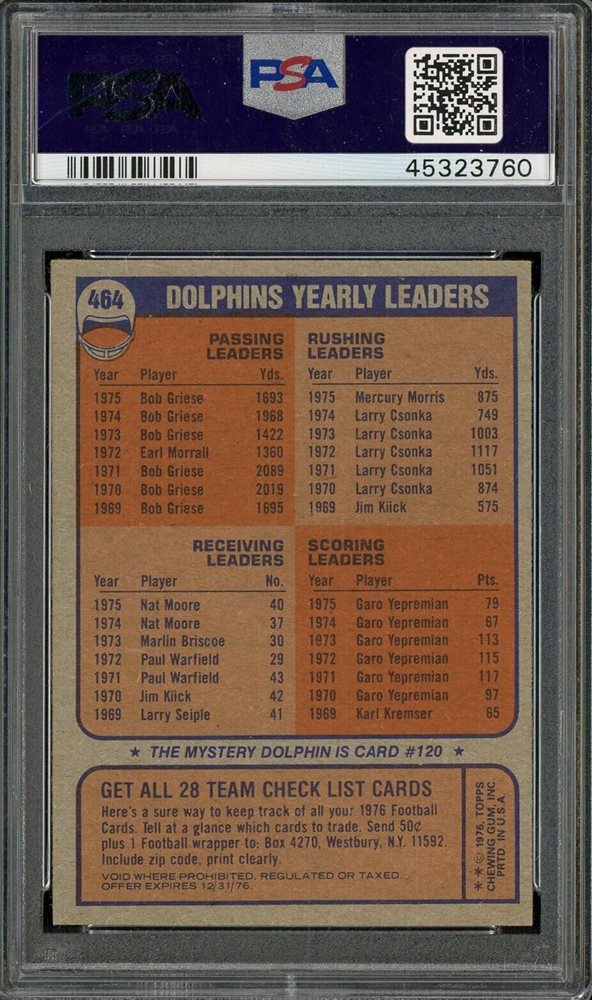 PSA
PSA
45323760
464
DOLPHINS YEARLY LEADERS
PASSING
LEADERS
Year Player Yds.
1975 Bob Griese 1693
1974 Bob Griese 1968
1973 Bob Griese 1422
1972 Earl Morrall 1360
1971 Bob Griese 2089
1970 Bob Griese 2019
1969 Bob Griese 1695
RUSHING
LEADERS
Year Player Yds.
1975 Mercury Morris 875
1974 Larry Csonka 749
1973 Larry Csonka 1003
1972 Larry Csonka 1117
1971 Larry Csonka 1051
1970 Larry Csonka 874
1969 Jim Kiick 575
RECEIVING
LEADERS
Year Player No.
1975 Nat Moore 40
1974 Nat Moore 37
1973 Marlin Briscoe 30
1972 Paul Warfield 29
1971 Paul Warfield 43
1970 Jim Kiick 42
1969 Larry Seiple 41
SCORING
LEADERS
Year Player Pts.
1975 Garo Yepremian 79
1974 Garo Yepremian 67
1973 Garo Yepremian 113
1972 Garo Yepremian 115
1971 Garo Yepremian 117
1970 Garo Yepremian 97
1969 Karl Kremser 65
★ THE MYSTERY DOLPHIN IS CARD #120 ★
GET ALL 28 TEAM CHECK LIST CARDS
Here's a sure way to keep track of all your 1976 Football
Cards. Tell at a glance which cards to trade. Send 50¢
plus 1 Football wrapper to: Box 4270, Westbury, N.Y. 11592.
Include zip code, print clearly.
VOID WHERE PROHIBITED, REGULATED OR TAXED.
OFFER EXPIRES 12/31/76.
* * © 1976, TOPPS
CHEWING GUM, INC.
PRTD. IN U.S.A.